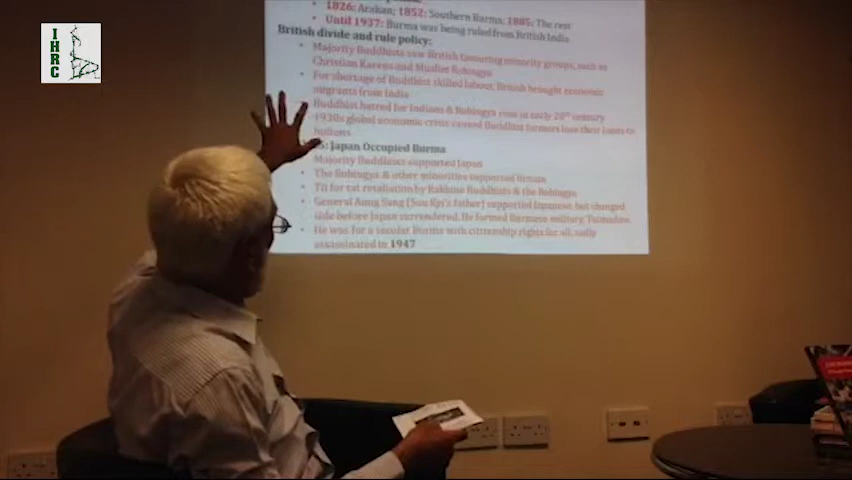 IHRC
1826: Arakan; 1852: Southern Burma; 1885: The rest
Until 1937: Burma was being ruled from British India
British divide and rule policy:
Majority Buddhists saw British favouring minority groups, such as
Christian Karens and Muslim Rohingya
For shortage of Buddhist skilled labour, British brought economic
migrants from India
Buddhist hatred for Indians & Rohingya rose in early 20th century
1930s global economic crisis caused Buddhist farmers lose their lands to
Indians
5: Japan Occupied Burma
Majority Buddhists supported Japan
The Rohingya & other minorities supported Britain
Tit for tat retaliation by Rakhine Buddhists & the Rohingya
General Aung Sang (Suu Kyi's father) supported Japanese, but changed
side before Japan surrendered. He formed Burmese military, Tatmadaw.
He was for a secular Burma with citizenship rights for all, sadly
assassinated in 1947